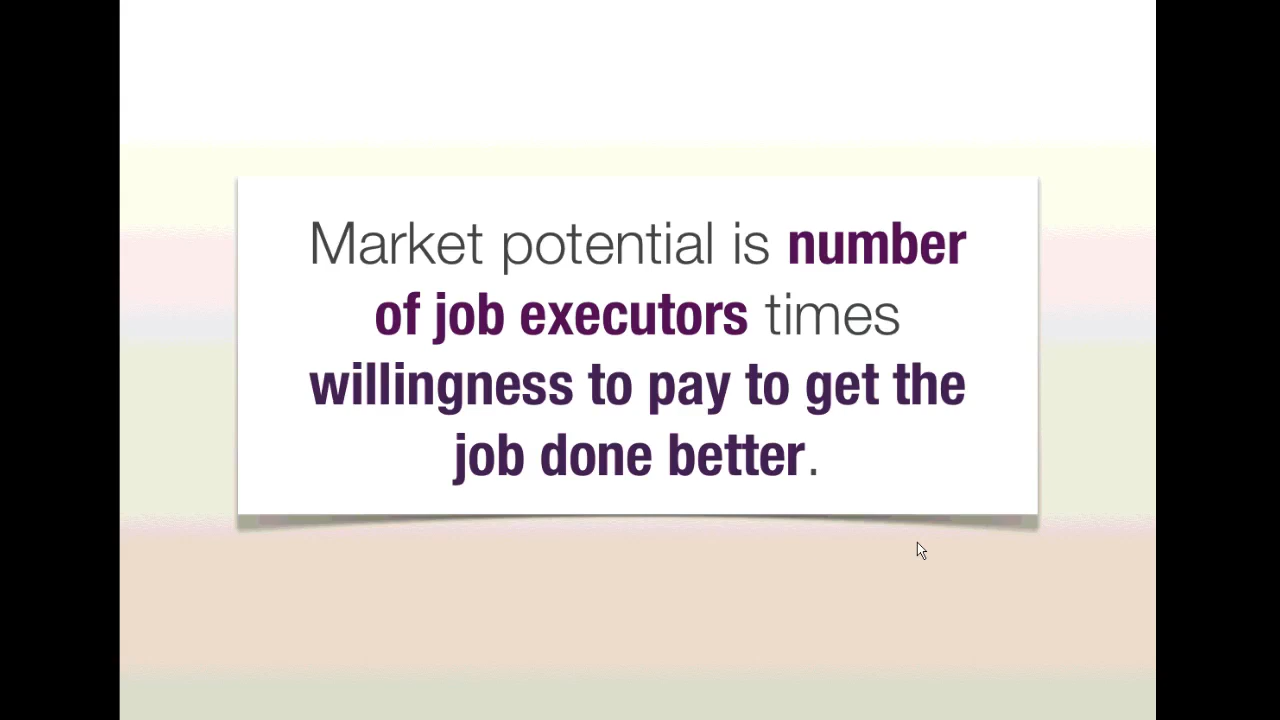 Market potential is number
of job executors times
willingness to pay to get the
job done better.